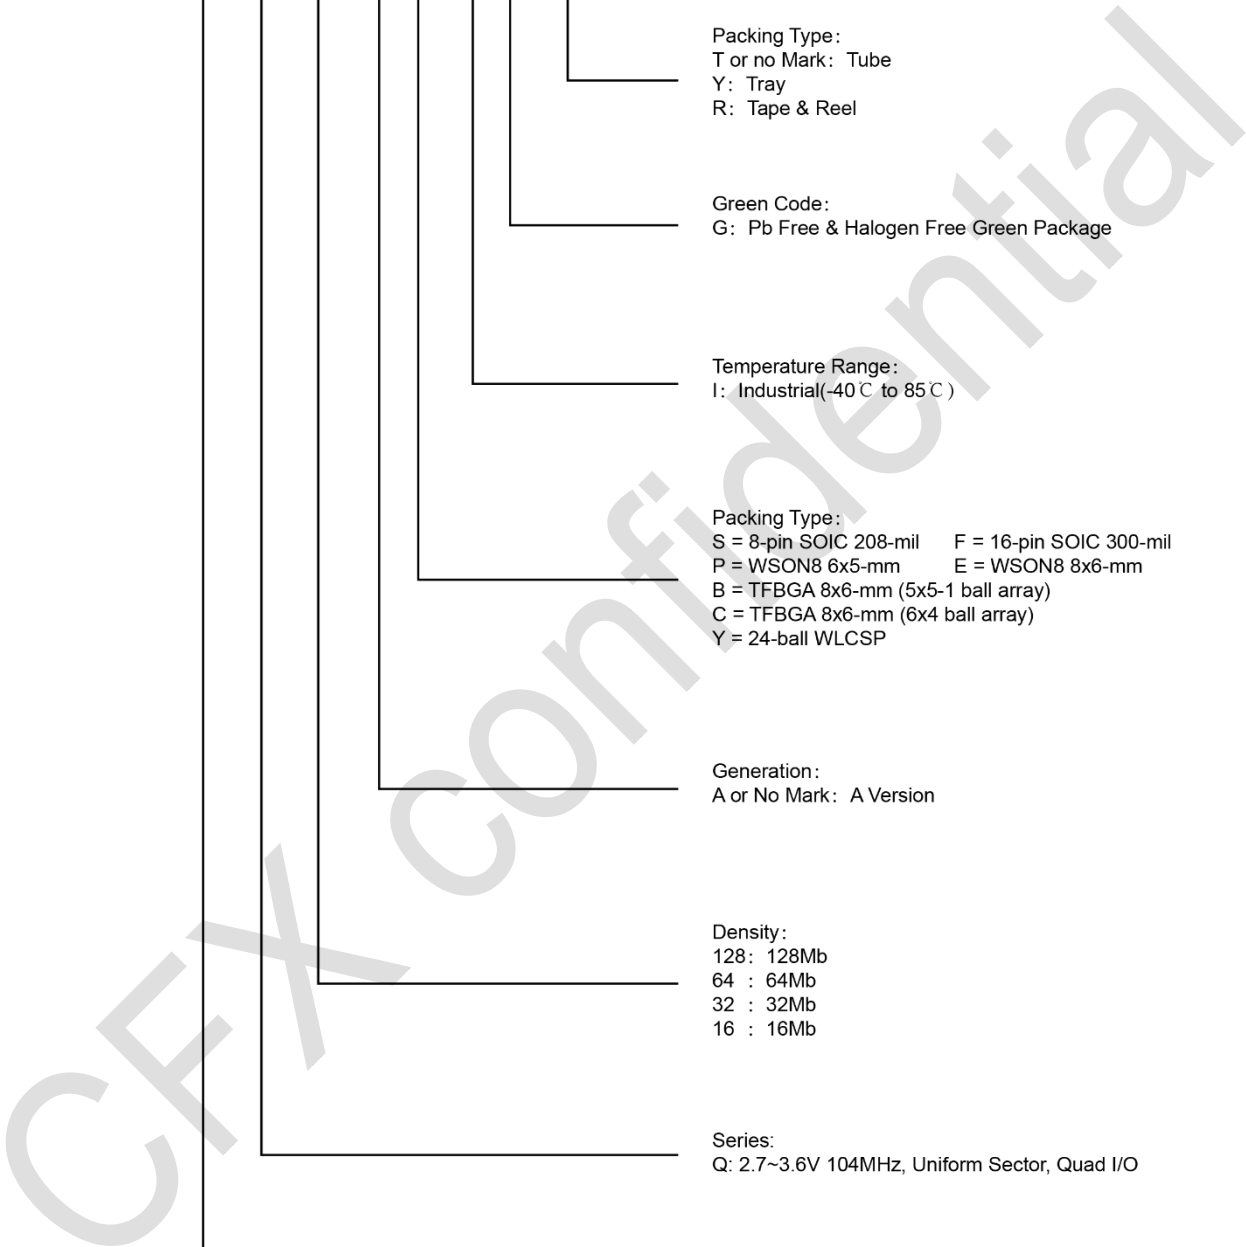 Packing Type:
T or no Mark: Tube
Y: Tray
R: Tape & Reel
Green Code:
G: Pb Free & Halogen Free Green Package
Temperature Range:
I: Industrial(-40℃ to 85℃)
Packing Type:
S = 8-pin SOIC 208-mil F = 16-pin SOIC 300-mil
P = WSON8 6x5-mm E = WSON8 8x6-mm
B = TFBGA 8x6-mm (5x5-1 ball array)
C = TFBGA 8x6-mm (6x4 ball array)
Y = 24-ball WLCSP
Generation:
A or No Mark: A Version
Density:
128: 128Mb
64 : 64Mb
32 : 32Mb
16 : 16Mb
Series:
Q: 2.7~3.6V 104MHz, Uniform Sector, Quad I/O
CFX confidential